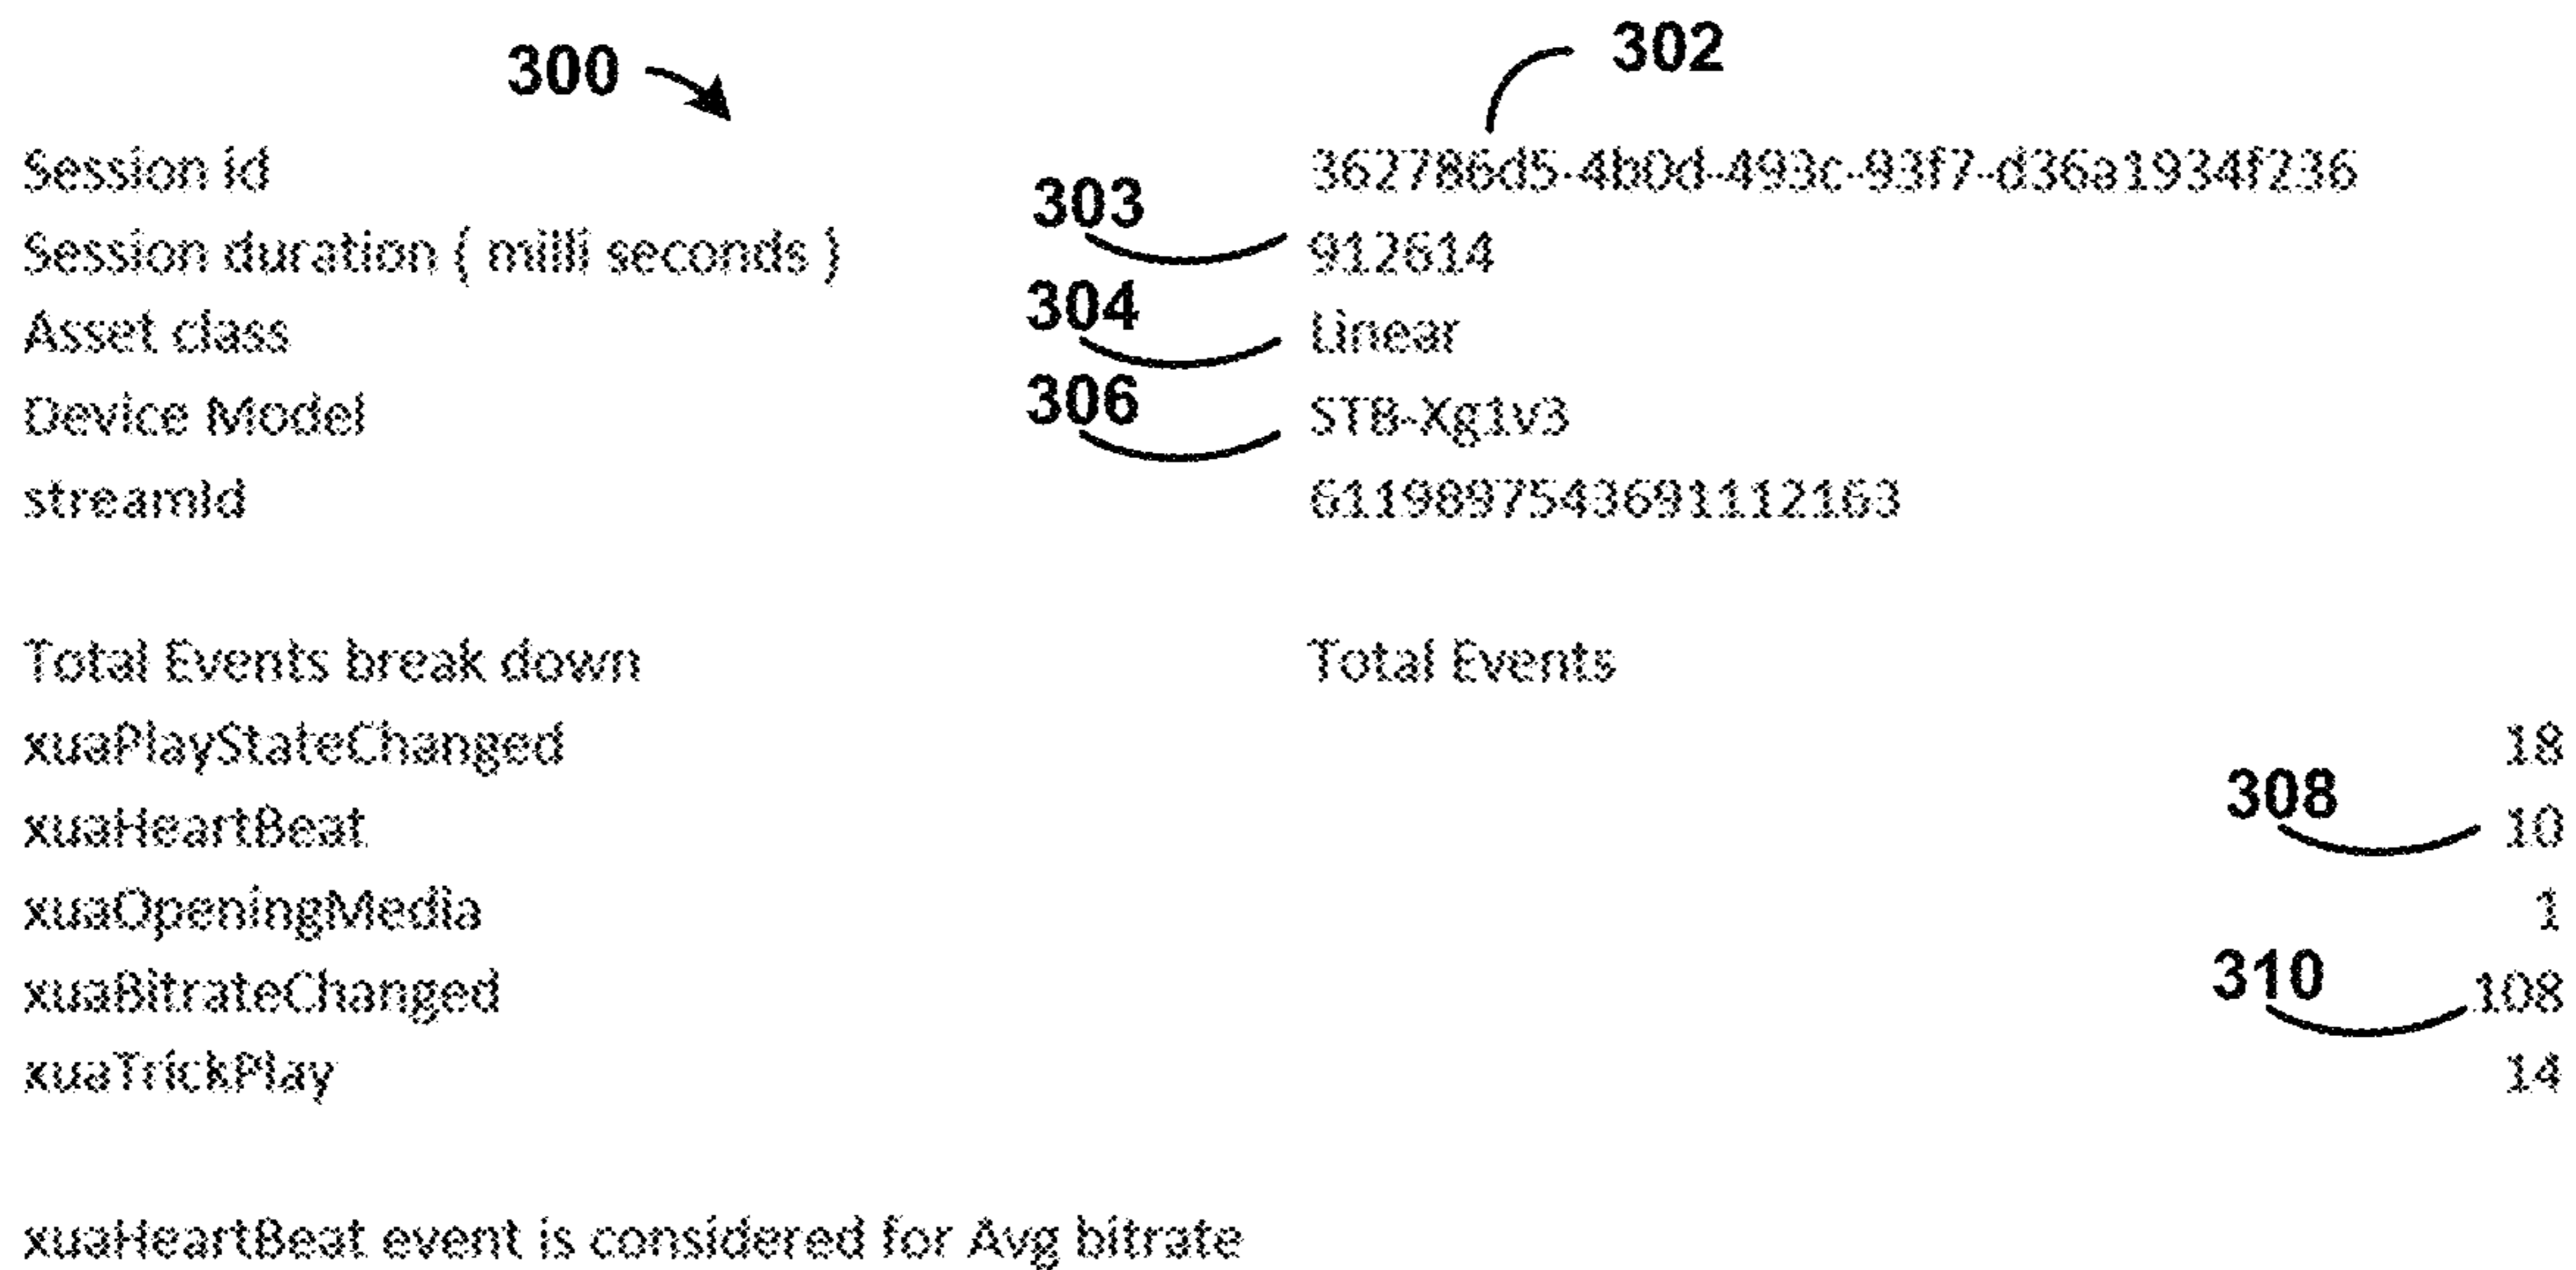 300 302
Session id 362786d5-4b0d-493c-93f7-d36a1934f236
303
Session duration ( milli seconds ) 912614
304
Asset class Linear
306
Device Model STB-Xg1v3
streamId 6119897543691112163
Total Events break down Total Events
xuaPlayStateChanged 18
308
xuaHeartBeat 10
xuaOpeningMedia 1
310
xuaBitrateChanged 108
xuaTrickPlay 14
xuaHeartBeat event is considered for Avg bitrate